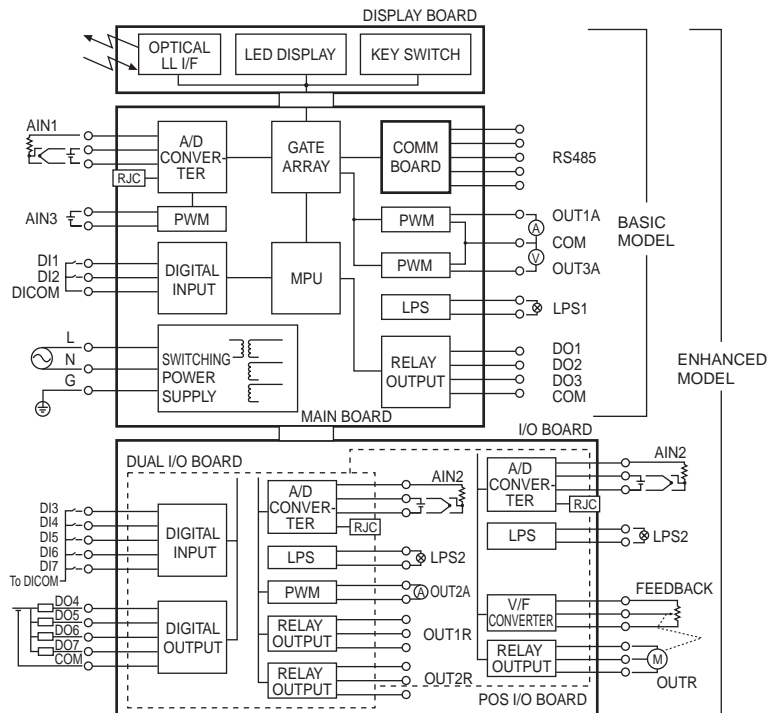 DISPLAY BOARD
OPTICAL
LL I/F
LED DISPLAY
KEY SWITCH
AIN1
A/D
CONVER-
TER
RJC
GATE
ARRAY
COMM
BOARD
RS485
AIN3
PWM
PWM
OUT1A
A
COM
V
PWM
OUT3A
BASIC
MODEL
DI1
DI2
DICOM
DIGITAL
INPUT
MPU
LPS
LPS1
L
N
G
SWITCHING
POWER
SUPPLY
RELAY
OUTPUT
DO1
DO2
DO3
COM
ENHANCED
MODEL
MAIN BOARD
I/O BOARD
DUAL I/O BOARD
AIN2
A/D
CONVER-
TER
RJC
AIN2
A/D
CONVER-
TER
RJC
DI3
DI4
DI5
DI6
DI7
To DICOM
DIGITAL
INPUT
LPS
LPS2
LPS
LPS2
PWM
A
OUT2A
FEEDBACK
V/F
CONVERTER
DO4
DO5
DO6
DO7
COM
DIGITAL
OUTPUT
RELAY
OUTPUT
OUT1R
RELAY
OUTPUT
OUT2R
RELAY
OUTPUT
M
OUTR
POS I/O BOARD